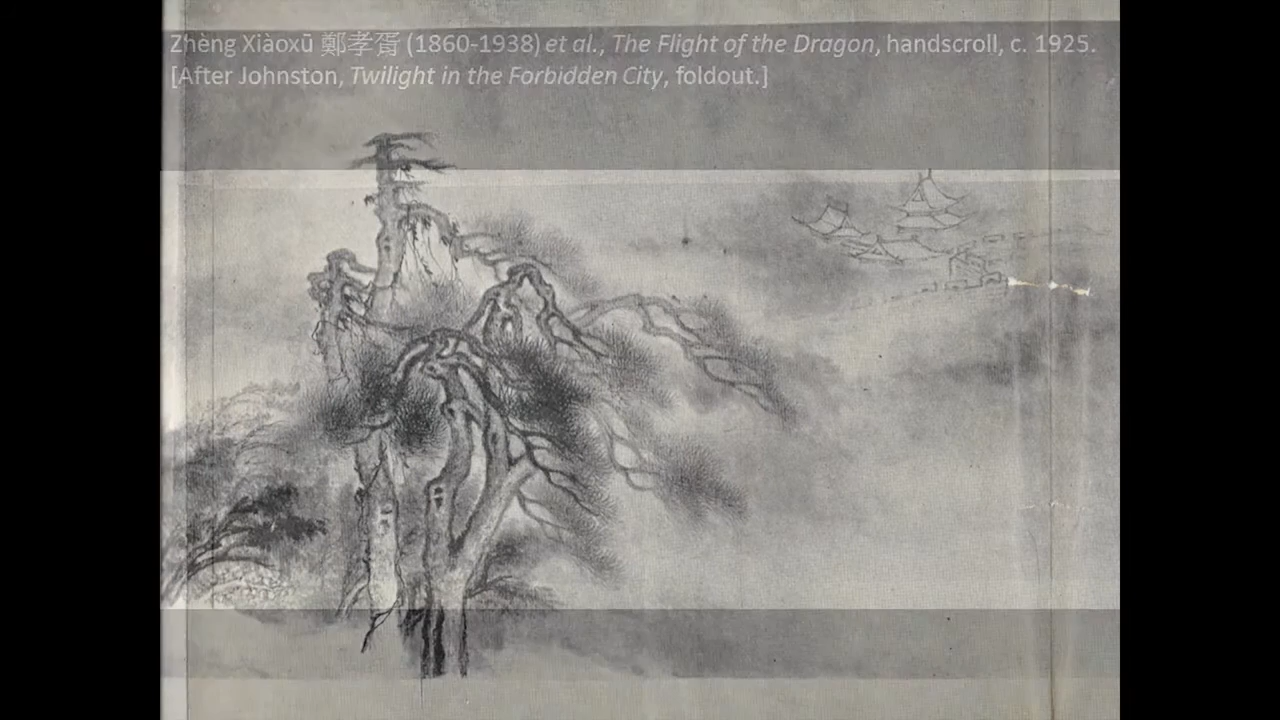 Zhèng Xiàoxū 鄭孝胥 (1860-1938) et al., The Flight of the Dragon, handscroll, c. 1925.
[After Johnston, Twilight in the Forbidden City, foldout.]